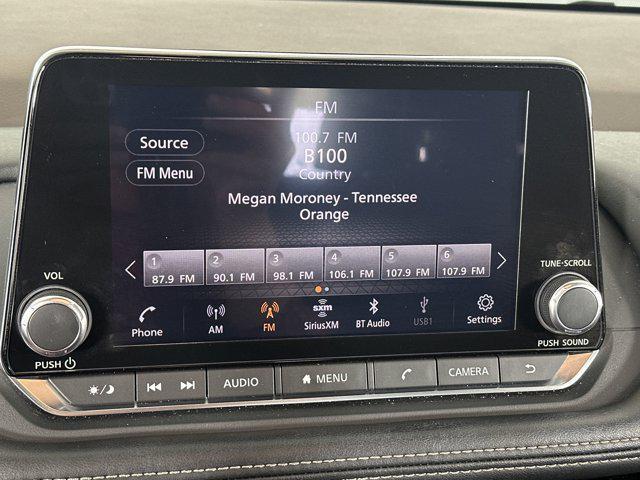 FM
Source
100.7 FM
B100
FM Menu
Country
Megan Moroney - Tennessee
Orange
1 2 3 4 5 6
87.9 FM 90.1 FM 98.1 FM 106.1 FM 107.9 FM 107.9 FM
VOL
TUNE·SCROLL
Phone AM FM sxm SiriusXM BT Audio USB1 Settings
PUSH
PUSH SOUND
AUDIO MENU CAMERA